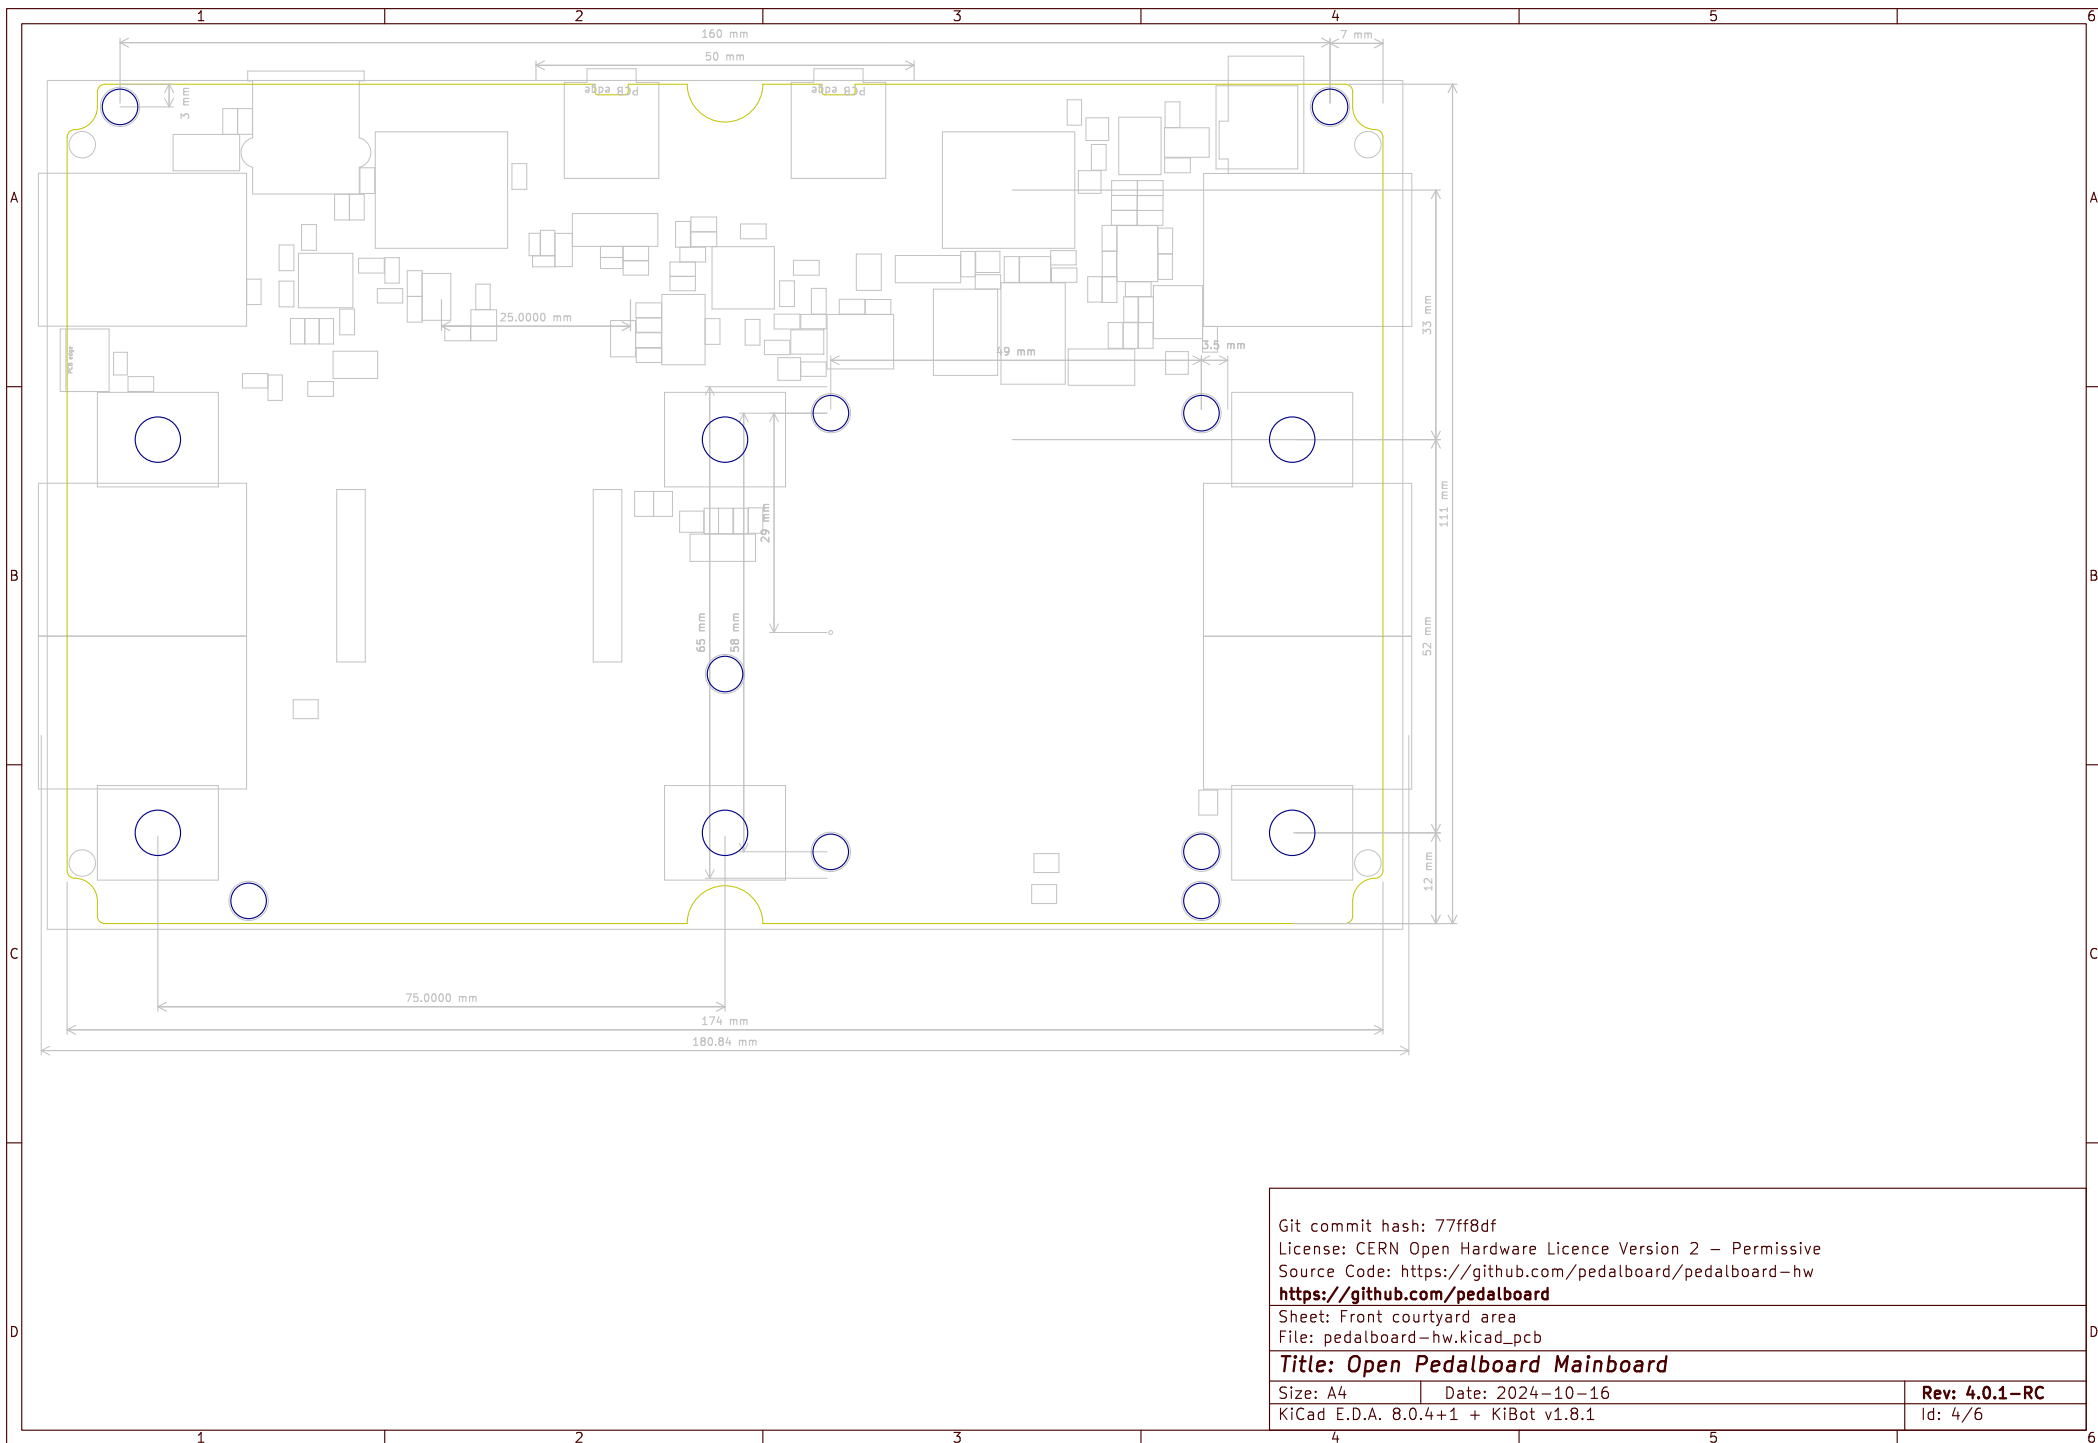 1 2 3 4 5 6
160 mm
7 mm
50 mm
3 mm
PCB edge
PCB edge
A
A
25.0000 mm
33 mm
3.5 mm
49 mm
PCB edge
111 mm
29 mm
B
B
65 mm
58 mm
52 mm
12 mm
C
C
75.0000 mm
174 mm
180.84 mm
Git commit hash: 77ff8df
License: CERN Open Hardware Licence Version 2 - Permissive
Source Code: https://github.com/pedalboard/pedalboard-hw
https://github.com/pedalboard
Sheet: Front courtyard area
File: pedalboard-hw.kicad_pcb
D
D
Title: Open Pedalboard Mainboard
Size: A4 Date: 2024-10-16 Rev: 4.0.1-RC
KiCad E.D.A. 8.0.4+1 + KiBot v1.8.1 Id: 4/6
1 2 3 4 5 6